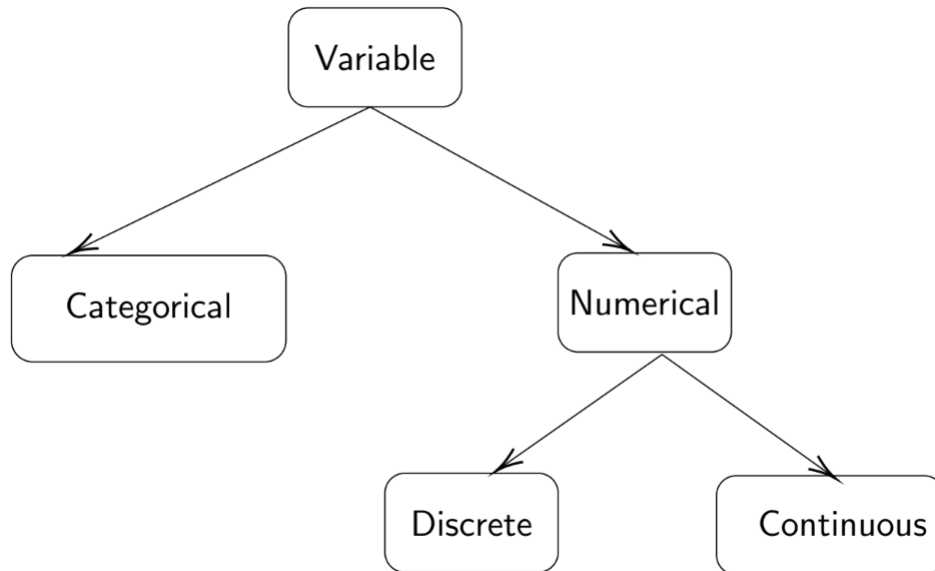 Variable
Categorical
Numerical
Discrete
Continuous